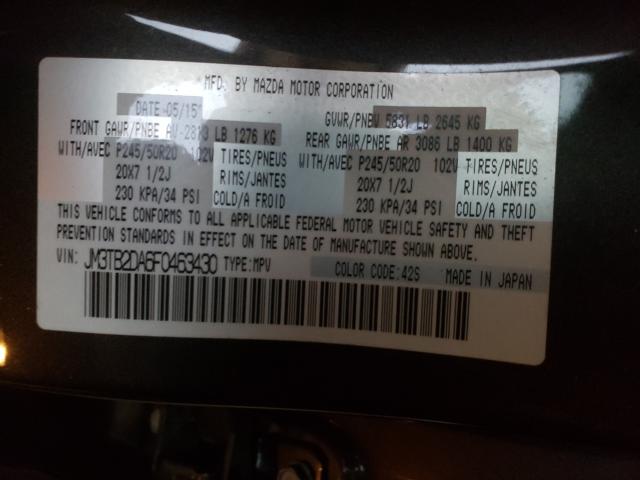 MFD. BY MAZDA MOTOR CORPORATION
DATE 05/15 GVWR/PNBV 5831 LB 2645 KG
FRONT GAWR/PNBE AV 2813 LB 1276 KG REAR GAWR/PNBE AR 3086 LB 1400 KG
WITH/AVEC P245/50R20 102V TIRES/PNEUS WITH/AVEC P245/50R20 102V TIRES/PNEUS
20X7 1/2J RIMS/JANTES 20X7 1/2J RIMS/JANTES
230 KPA/34 PSI COLD/A FROID 230 KPA/34 PSI COLD/A FROID
THIS VEHICLE CONFORMS TO ALL APPLICABLE FEDERAL MOTOR VEHICLE SAFETY AND THEFT
PREVENTION STANDARDS IN EFFECT ON THE DATE OF MANUFACTURE SHOWN ABOVE.
VIN: JM3TB2DA6F0463430 TYPE:MPV COLOR CODE:42S MADE IN JAPAN